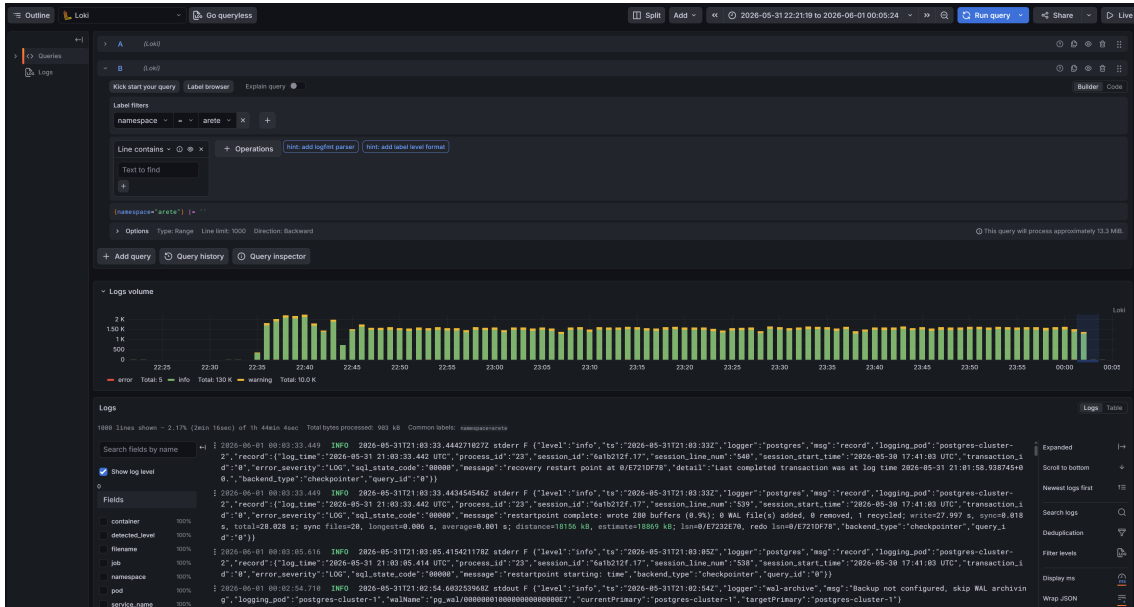 Outline
Loki
Go queryless
Split
Add
2026-05-31 22:21:19 to 2026-06-01 00:05:24
Run query
Share
Live
Queries
Logs
A (Loki)
B (Loki)
Kick start your query
Label browser
Explain query
Builder
Code
Label filters
namespace = arete
Line contains
Text to find
+ Operations
hint: add logfmt parser
hint: add label level format
{namespace="arete"} |= ``
Options Type: Range Line limit: 1000 Direction: Backward
This query will process approximately 13.3 MiB.
+ Add query
Query history
Query inspector
Logs volume
Loki
2 K
1.50 K
1 K
500
0
22:25 22:30 22:35 22:40 22:45 22:50 22:55 23:00 23:05 23:10 23:15 23:20 23:25 23:30 23:35 23:40 23:45 23:50 23:55 00:00 00:05
error Total: 5 info Total: 130 K warning Total: 10.0 K
Logs
Logs Table
1000 lines shown — 2.17% (2min 16sec) of 1h 44min 4sec Total bytes processed: 903 kB Common labels: namespace=arete
Search fields by name
Show log level
0
Fields
container 100%
detected_level 100%
filename 100%
job 100%
namespace 100%
pod 100%
service_name 100%
2026-06-01 00:03:33.449 INFO 2026-05-31T21:03:33.444271027Z stderr F {"level":"info","ts":"2026-05-31T21:03:33Z","logger":"postgres","msg":"record","logging_pod":"postgres-cluster-
2","record":{"log_time":"2026-05-31 21:03:33.442 UTC","process_id":"23","session_id":"6a1b212f.17","session_line_num":"540","session_start_time":"2026-05-30 17:41:03 UTC","transaction_i
d":"0","error_severity":"LOG","sql_state_code":"00000","message":"recovery restart point at 0/E721DF78","detail":"Last completed transaction was at log time 2026-05-31 21:01:58.938745+0
0.","backend_type":"checkpointer","query_id":"0"}}
2026-06-01 00:03:33.449 INFO 2026-05-31T21:03:33.443454546Z stderr F {"level":"info","ts":"2026-05-31T21:03:33Z","logger":"postgres","msg":"record","logging_pod":"postgres-cluster-
2","record":{"log_time":"2026-05-31 21:03:33.442 UTC","process_id":"23","session_id":"6a1b212f.17","session_line_num":"539","session_start_time":"2026-05-30 17:41:03 UTC","transaction_i
d":"0","error_severity":"LOG","sql_state_code":"00000","message":"restartpoint complete: wrote 280 buffers (0.9%); 0 WAL file(s) added, 0 removed, 1 recycled; write=27.997 s, sync=0.018
s, total=28.028 s; sync files=20, longest=0.006 s, average=0.001 s; distance=18156 kB, estimate=18869 kB; lsn=0/E7232E70, redo lsn=0/E721DF78","backend_type":"checkpointer","query_i
d":"0"}}
2026-06-01 00:03:05.616 INFO 2026-05-31T21:03:05.415421178Z stderr F {"level":"info","ts":"2026-05-31T21:03:05Z","logger":"postgres","msg":"record","logging_pod":"postgres-cluster-
2","record":{"log_time":"2026-05-31 21:03:05.414 UTC","process_id":"23","session_id":"6a1b212f.17","session_line_num":"538","session_start_time":"2026-05-30 17:41:03 UTC","transaction_i
d":"0","error_severity":"LOG","sql_state_code":"00000","message":"restartpoint starting: time","backend_type":"checkpointer","query_id":"0"}}
2026-06-01 00:02:54.710 INFO 2026-05-31T21:02:54.603253968Z stdout F {"level":"info","ts":"2026-05-31T21:02:54Z","logger":"wal-archive","msg":"Backup not configured, skip WAL archivin
g","logging_pod":"postgres-cluster-1","walName":"pg_wal/0000000100000000000000E7","currentPrimary":"postgres-cluster-1","targetPrimary":"postgres-cluster-1"}
Expanded
Scroll to bottom
Newest logs first
Search logs
Deduplication
Filter levels
Display ms
Wrap JSON